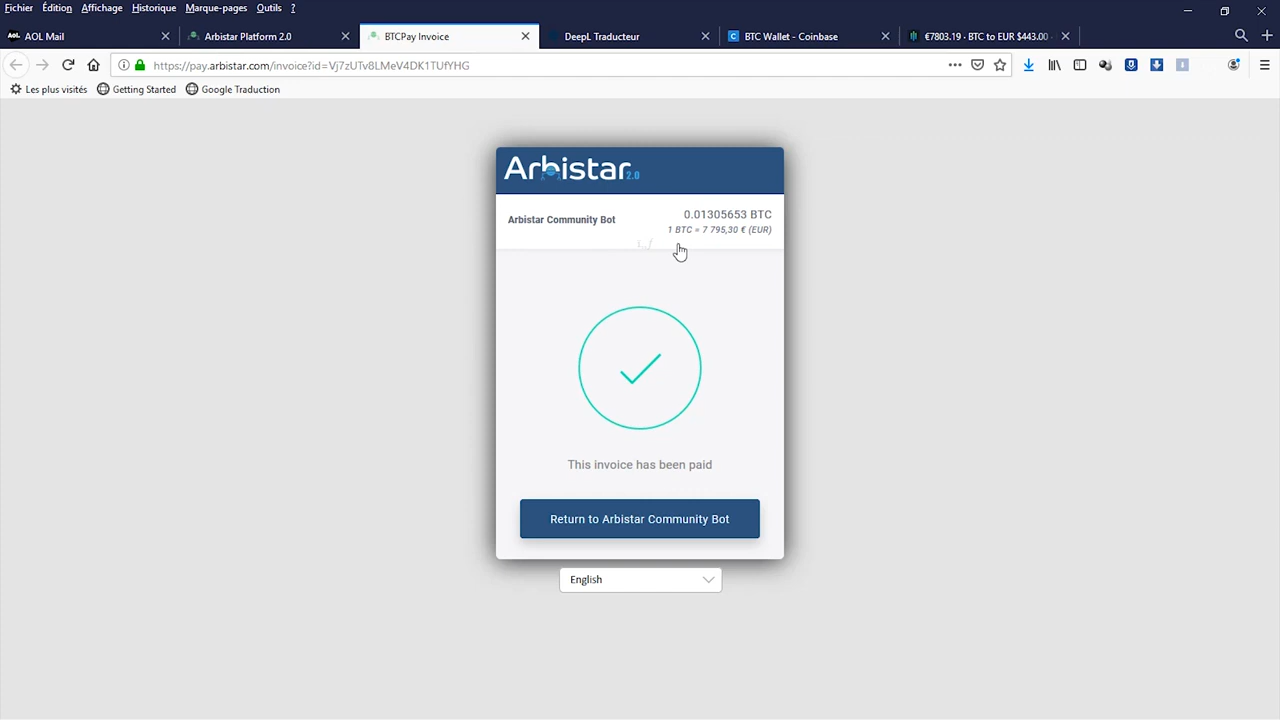 Fichier Édition Affichage Historique Marque-pages Outils ?
AOL Mail
Arbistar Platform 2.0
BTCPay Invoice
DeepL Traducteur
BTC Wallet - Coinbase
€7803.19 - BTC to EUR $443.00
https://pay.arbistar.com/invoice?id=Vj7zUTv8LMeV4DK1TUfYHG
Les plus visités Getting Started Google Traduction
Arbistar 2.0
Arbistar Community Bot
0.01305653 BTC
1 BTC = 7 795,30 € (EUR)
This invoice has been paid
Return to Arbistar Community Bot
English